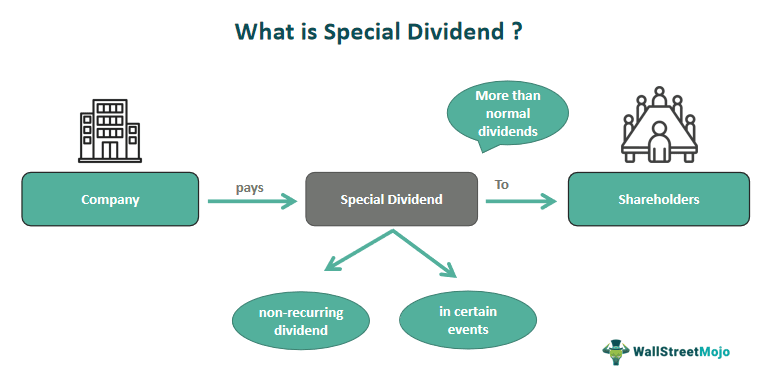 What is Special Dividend ?
More than
normal
dividends
Company
pays
Special Dividend
To
Shareholders
non-recurring
dividend
in certain
events
WallStreetMojo